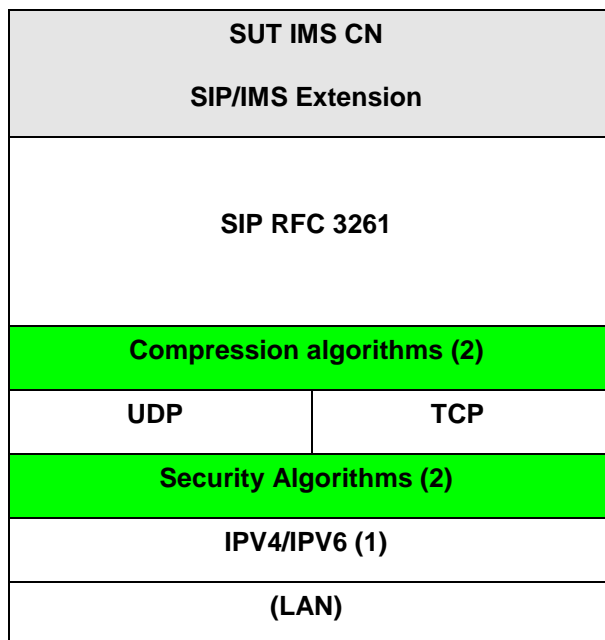 SUT IMS CN
SIP/IMS Extension
SIP RFC 3261
Compression algorithms (2)
UDP
TCP
Security Algorithms (2)
IPV4/IPV6 (1)
(LAN)